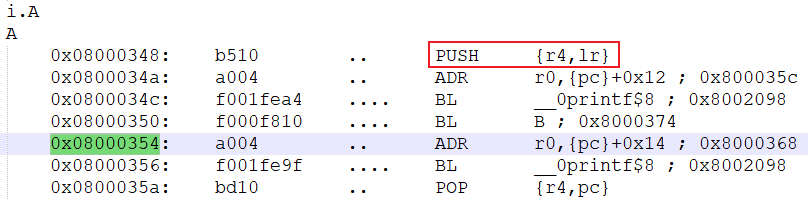 i.A
A
0x08000348: b510 .. PUSH {r4,lr}
0x0800034a: a004 .. ADR r0,{pc}+0x12 ; 0x800035c
0x0800034c: f001fea4 .... BL __0printf$8 ; 0x8002098
0x08000350: f000f810 .... BL B ; 0x8000374
0x08000354: a004 .. ADR r0,{pc}+0x14 ; 0x8000368
0x08000356: f001fe9f .... BL __0printf$8 ; 0x8002098
0x0800035a: bd10 .. POP {r4,pc}